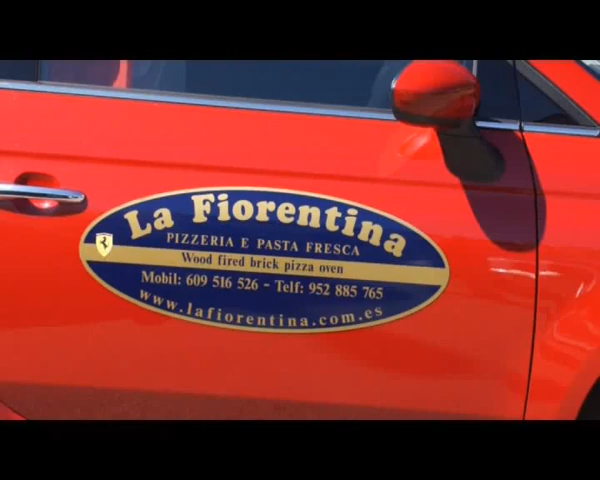 La Fiorentina
PIZZERIA E PASTA FRESCA
Wood fired brick pizza oven
Mobil: 609 516 526 - Telf: 952 885 765
www.lafiorentina.com.es